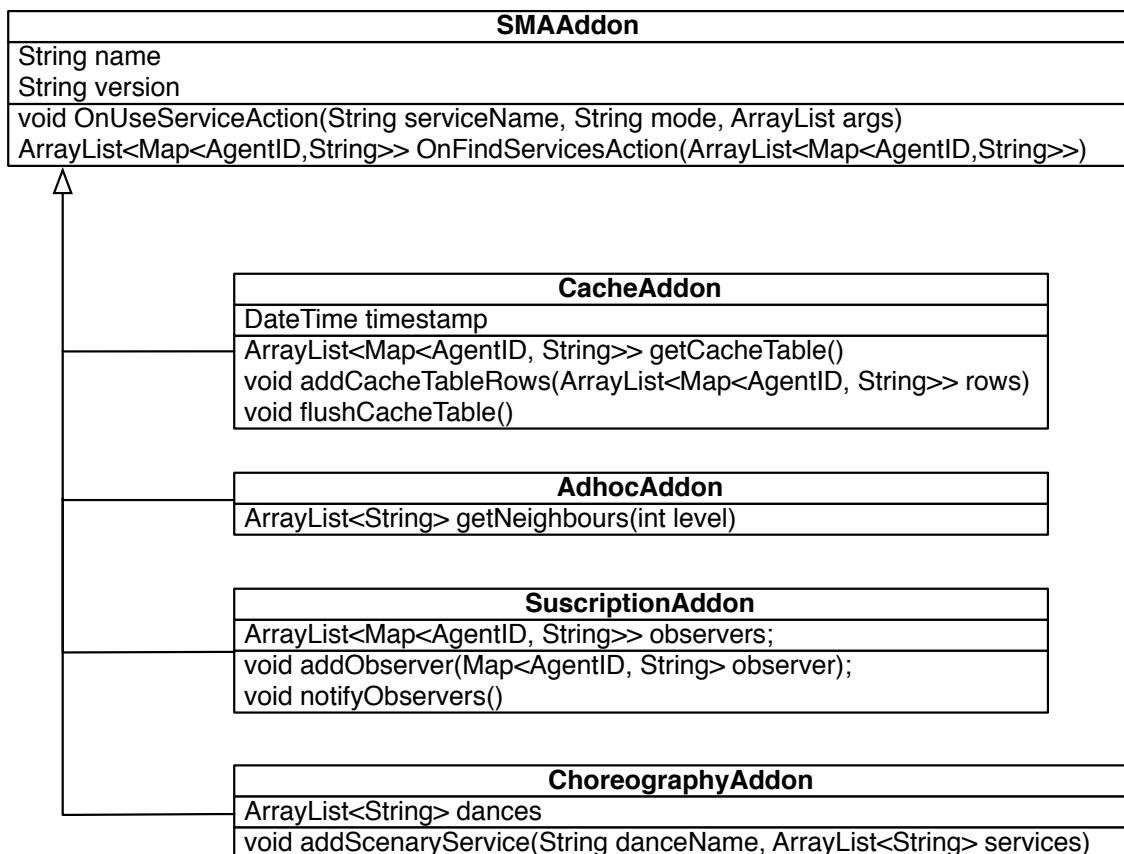 SMAAddon
String name
String version
void OnUseServiceAction(String serviceName, String mode, ArrayList args)
ArrayList<Map<AgentID,String>> OnFindServicesAction(ArrayList<Map<AgentID,String>>)
CacheAddon
DateTime timestamp
ArrayList<Map<AgentID, String>> getCacheTable()
void addCacheTableRows(ArrayList<Map<AgentID, String>> rows)
void flushCacheTable()
AdhocAddon
ArrayList<String> getNeighbours(int level)
SuscriptionAddon
ArrayList<Map<AgentID, String>> observers;
void addObserver(Map<AgentID, String> observer);
void notifyObservers()
ChoreographyAddon
ArrayList<String> dances
void addScenaryService(String danceName, ArrayList<String> services)